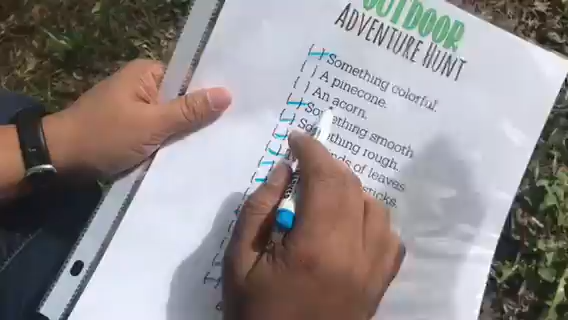 OUTDOOR
ADVENTURE HUNT
Something colorful.
A pinecone.
An acorn.
Something smooth
Something rough.
kinds of leaves
sticks.